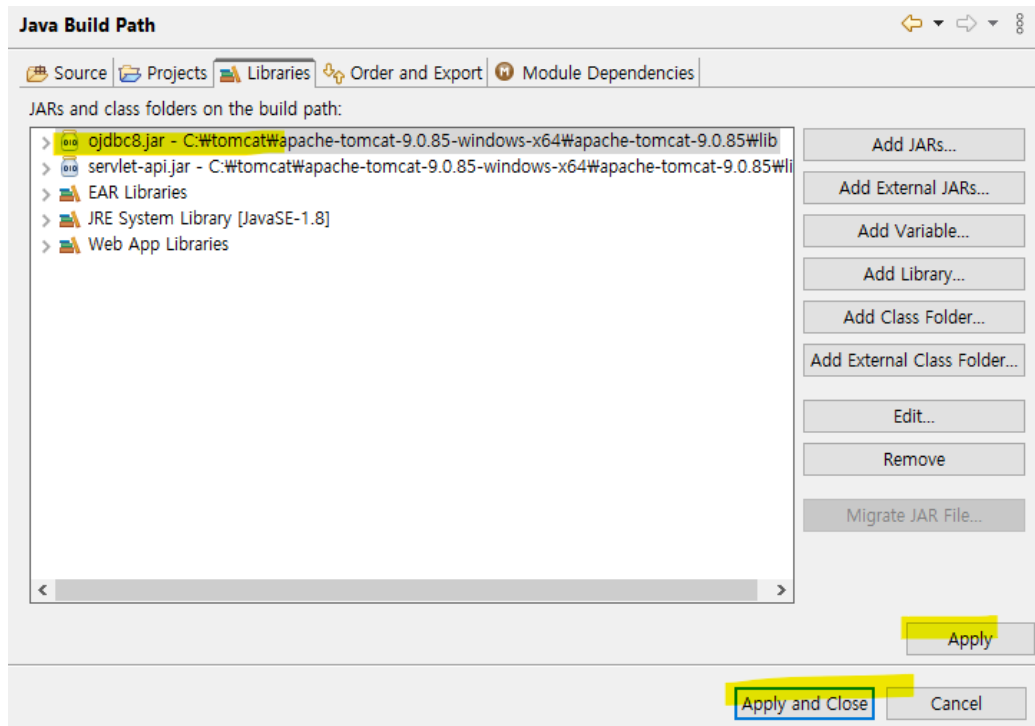 Java Build Path
Source Projects Libraries Order and Export Module Dependencies
JARs and class folders on the build path:
ojdbc8.jar - C:₩tomcat₩apache-tomcat-9.0.85-windows-x64₩apache-tomcat-9.0.85₩lib
servlet-api.jar - C:₩tomcat₩apache-tomcat-9.0.85-windows-x64₩apache-tomcat-9.0.85₩li
EAR Libraries
JRE System Library [JavaSE-1.8]
Web App Libraries
Add JARs...
Add External JARs...
Add Variable...
Add Library...
Add Class Folder...
Add External Class Folder...
Edit...
Remove
Migrate JAR File...
Apply
Apply and Close Cancel